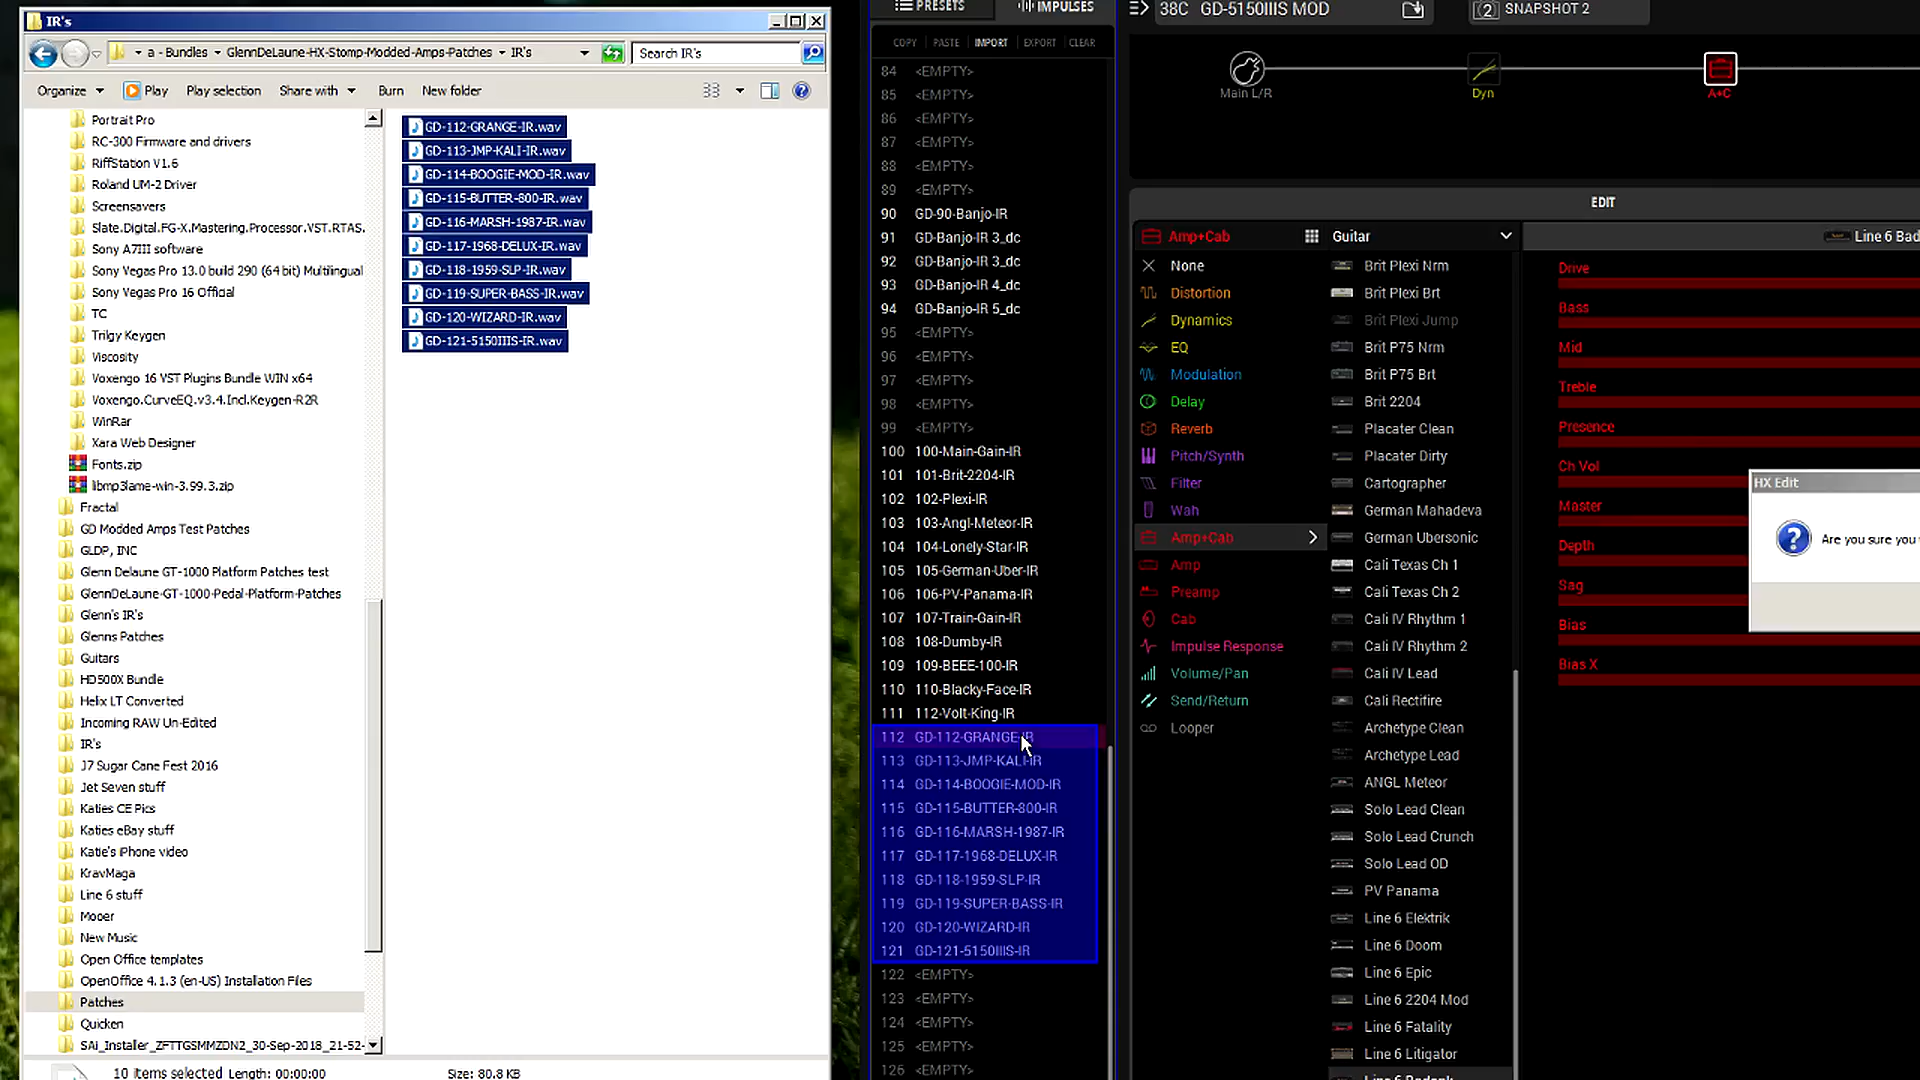 IR's
a - Bundles ▸ GlennDeLaune-HX-Stomp-Modded-Amps-Patches ▸ IR's
Search IR's
Organize
Play
Play selection
Share with
Burn
New folder
Portrait Pro
RC-300 Firmware and drivers
RiffStation V1.6
Roland UM-2 Driver
Screensavers
Slate.Digital.FG-X.Mastering.Processor.VST.RTAS.
Sony A7III software
Sony Vegas Pro 13.0 build 290 (64 bit) Multilingual
Sony Vegas Pro 16 Offidal
TC
Trilgy Keygen
Viscosity
Voxengo 16 VST Plugins Bundle WIN x64
Voxengo.CurveEQ.v3.4.Incl.Keygen-R2R
WinRar
Xara Web Designer
Fonts.zip
libmp3lame-win-3.99.3.zip
Fractal
GD Modded Amps Test Patches
GLDP, INC
Glenn Delaune GT-1000 Platform Patches test
GlennDeLaune-GT-1000-Pedal-Platform-Patches
Glenn's IR's
Glenns Patches
Guitars
HD500X Bundle
Helix LT Converted
Incoming RAW Un-Edited
IR's
J7 Sugar Cane Fest 2016
Jet Seven stuff
Katies CE Pics
Katies eBay stuff
Katie's iPhone video
KravMaga
Line 6 stuff
Mooer
New Music
Open Office templates
OpenOffice 4.1.3 (en-US) Installation Files
Patches
Quicken
SAi_Installer_ZFTTGSMMZDN2_30-Sep-2018_21-52-
GD-112-GRANGE-IR.wav
GD-113-JMP-KALI-IR.wav
GD-114-BOOGIE-MOD-IR.wav
GD-115-BUTTER-800-IR.wav
GD-116-MARSH-1987-IR.wav
GD-117-1968-DELUX-IR.wav
GD-118-1959-SLP-IR.wav
GD-119-SUPER-BASS-IR.wav
GD-120-WIZARD-IR.wav
GD-121-5150IIIS-IR.wav
10 items selected Length: 00:00:00
Size: 80.8 KB
PRESETS
IMPULSES
COPY PASTE IMPORT EXPORT CLEAR
84 <EMPTY>
85 <EMPTY>
86 <EMPTY>
87 <EMPTY>
88 <EMPTY>
89 <EMPTY>
90 GD-90-Banjo-IR
91 GD-Banjo-IR 3_dc
92 GD-Banjo-IR 3_dc
93 GD-Banjo-IR 4_dc
94 GD-Banjo-IR 5_dc
95 <EMPTY>
96 <EMPTY>
97 <EMPTY>
98 <EMPTY>
99 <EMPTY>
100 100-Main-Gain-IR
101 101-Brit-2204-IR
102 102-Plexi-IR
103 103-Angl-Meteor-IR
104 104-Lonely-Star-IR
105 105-German-Uber-IR
106 106-PV-Panama-IR
107 107-Train-Gain-IR
108 108-Dumby-IR
109 109-BEEE-100-IR
110 110-Blacky-Face-IR
111 112-Volt-King-IR
112 GD-112-GRANGE-IR
113 GD-113-JMP-KALI-IR
114 GD-114-BOOGIE-MOD-IR
115 GD-115-BUTTER-800-IR
116 GD-116-MARSH-1987-IR
117 GD-117-1968-DELUX-IR
118 GD-118-1959-SLP-IR
119 GD-119-SUPER-BASS-IR
120 GD-120-WIZARD-IR
121 GD-121-5150IIIS-IR
122 <EMPTY>
123 <EMPTY>
124 <EMPTY>
125 <EMPTY>
126 <EMPTY>
38C GD-5150IIIS MOD
2 SNAPSHOT 2
Main L/R
Dyn
A+C
EDIT
Amp+Cab
Guitar
Line 6 Bad
None
Distortion
Dynamics
EQ
Modulation
Delay
Reverb
Pitch/Synth
Filter
Wah
Amp+Cab
Amp
Preamp
Cab
Impulse Response
Volume/Pan
Send/Return
Looper
Brit Plexi Nrm
Brit Plexi Brt
Brit Plexi Jump
Brit P75 Nrm
Brit P75 Brt
Brit 2204
Placater Clean
Placater Dirty
Cartographer
German Mahadeva
German Ubersonic
Cali Texas Ch 1
Cali Texas Ch 2
Cali IV Rhythm 1
Cali IV Rhythm 2
Cali IV Lead
Cali Rectifire
Archetype Clean
Archetype Lead
ANGL Meteor
Solo Lead Clean
Solo Lead Crunch
Solo Lead OD
PV Panama
Line 6 Elektrik
Line 6 Doom
Line 6 Epic
Line 6 2204 Mod
Line 6 Fatality
Line 6 Litigator
Line 6 Badonk
Drive
Bass
Mid
Treble
Presence
Ch Vol
Master
Depth
Sag
Bias
Bias X
HX Edit
Are you sure you